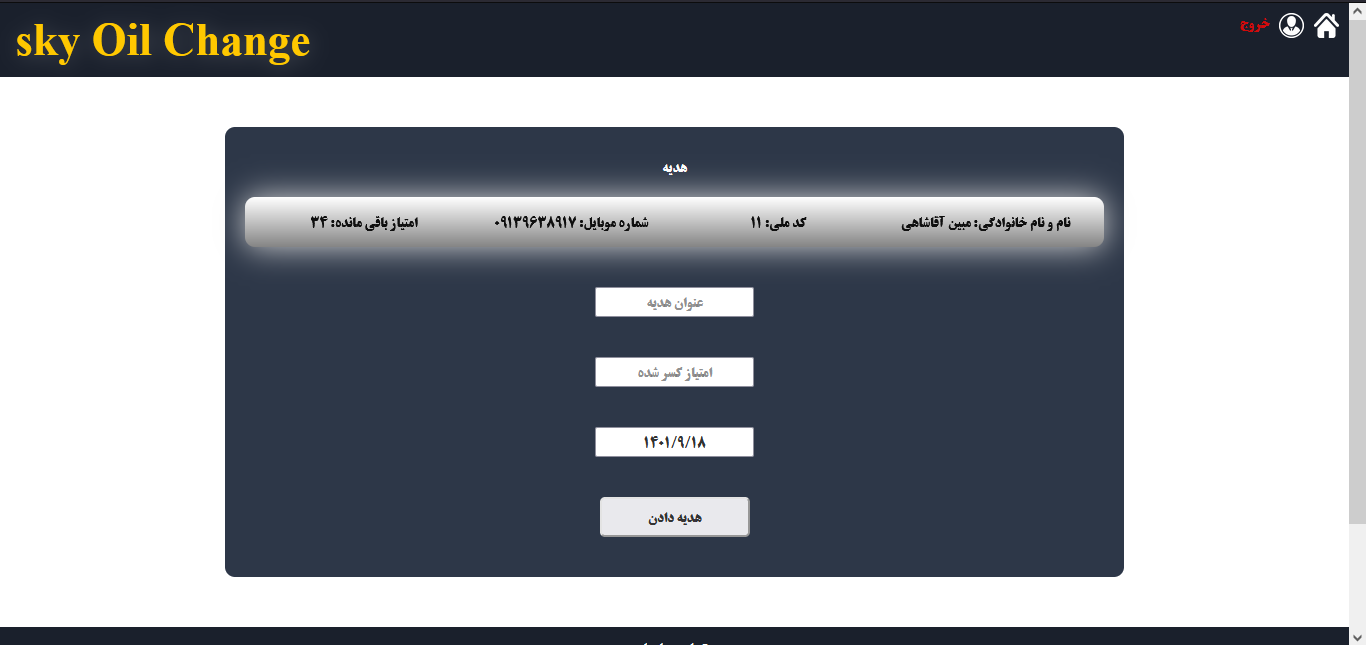 sky Oil Change
خروج
هدیه
نام و نام خانوادگی: مبین آقاشاهی کد ملی: ۱۱ شماره موبایل: ۰۹۱۳۹۶۳۸۹۱۷ امتیاز باقی مانده: ۳۴
عنوان هدیه
امتیاز کسر شده
۱۴۰۱/۹/۱۸
هدیه دادن